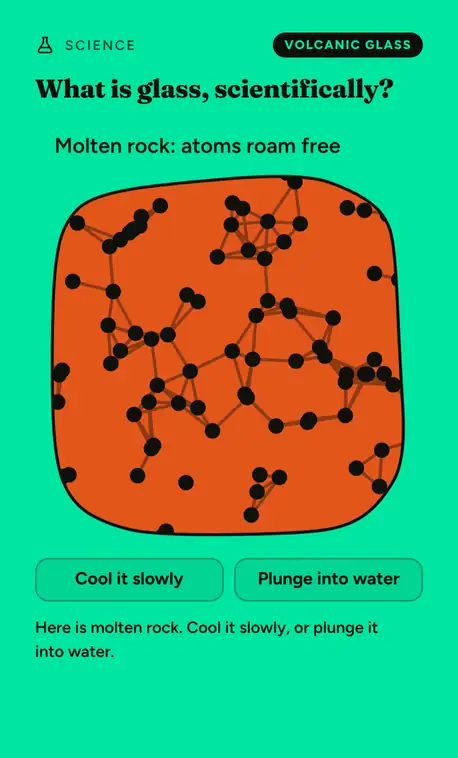 SCIENCE
VOLCANIC GLASS
What is glass, scientifically?
Molten rock: atoms roam free
Cool it slowly
Plunge into water
Here is molten rock. Cool it slowly, or plunge it
into water.